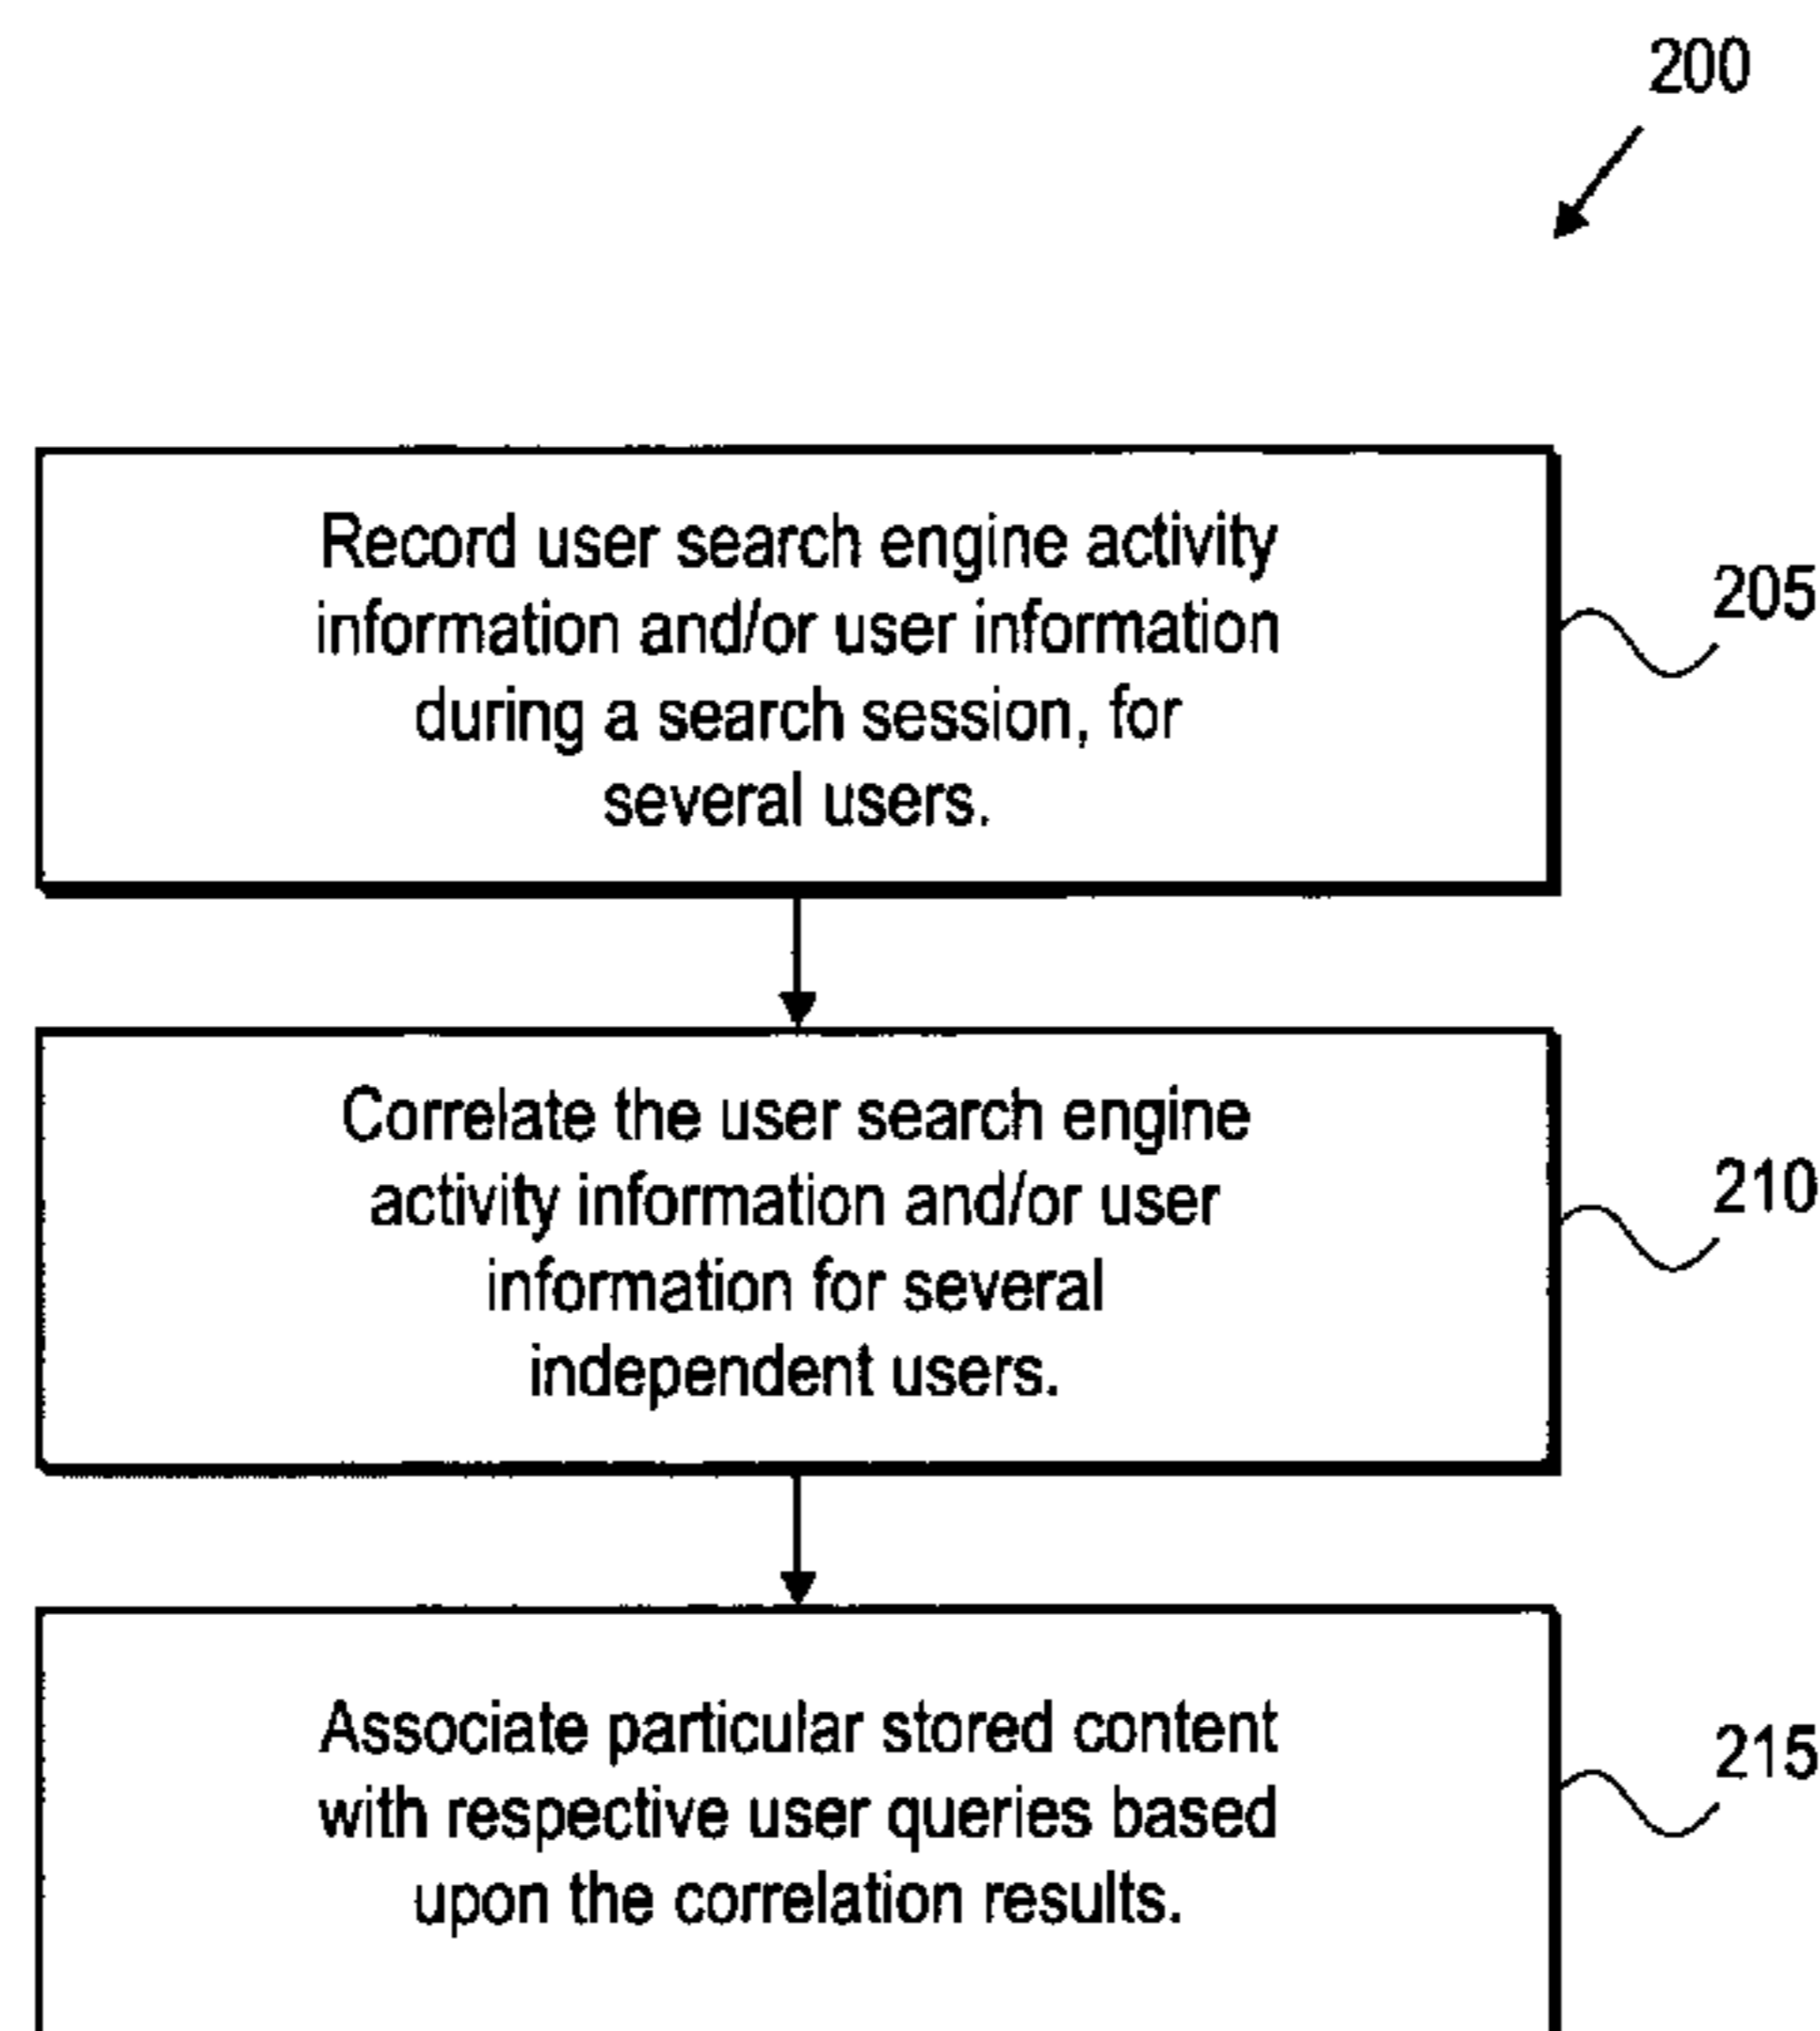 200
Record user search engine activity
information and/or user information
during a search session, for
several users.
205
Correlate the user search engine
activity information and/or user
information for several
independent users.
210
Associate particular stored content
with respective user queries based
upon the correlation results.
215